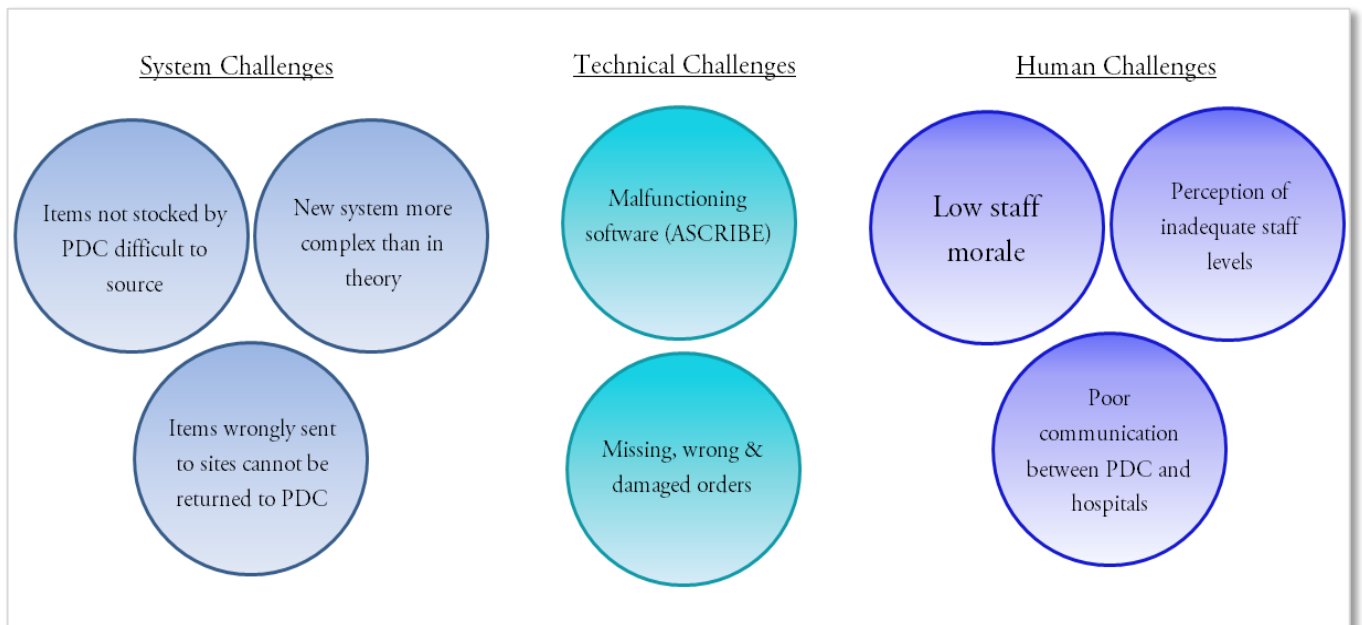 System Challenges
Items not stocked by
PDC difficult to
source
New system more
complex than in
theory
Items wrongly sent
to sites cannot be
returned to PDC
Technical Challenges
Malfunctioning
software (ASCRIBE)
Missing, wrong &
damaged orders
Human Challenges
Low staff
morale
Perception of
inadequate staff
levels
Poor
communication
between PDC and
hospitals